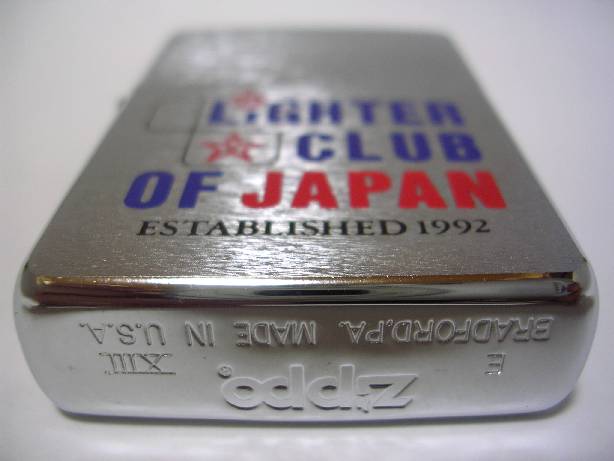 LIGHTER
CLUB
OF JAPAN
ESTABLISHED 1992
Zippo®
E XIII
BRADFORD,PA. MADE IN U.S.A.